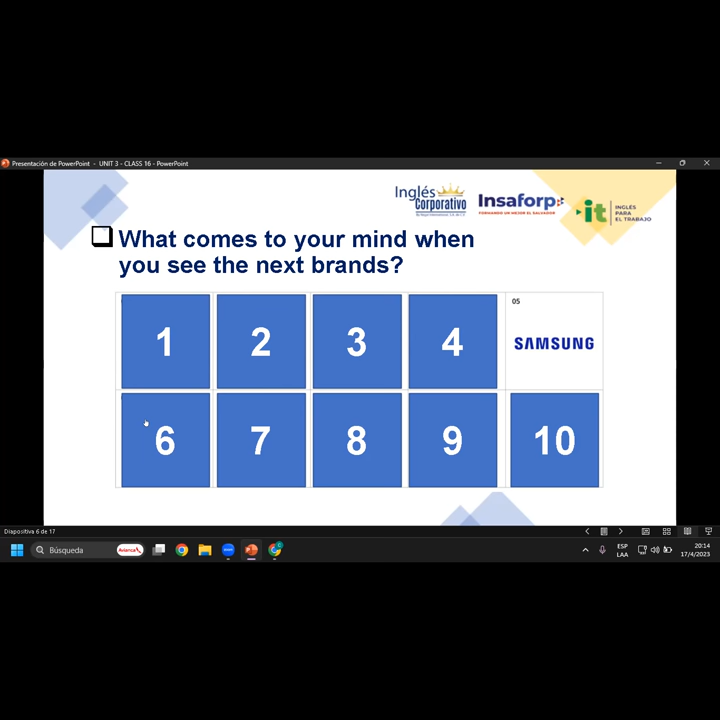 Presentación de PowerPoint - UNIT 3 - CLASS 16 - PowerPoint
Inglés
Corporativo
Insaforp
FORMANDO UN MEJOR EL SALVADOR
it
INGLÉS
PARA
EL TRABAJO
What comes to your mind when
you see the next brands?
1
2
3
4
05
SAMSUNG
6
7
8
9
10
Diapositiva 6 de 17
Búsqueda
Avianca
ESP
LAA
20:14
17/4/2023